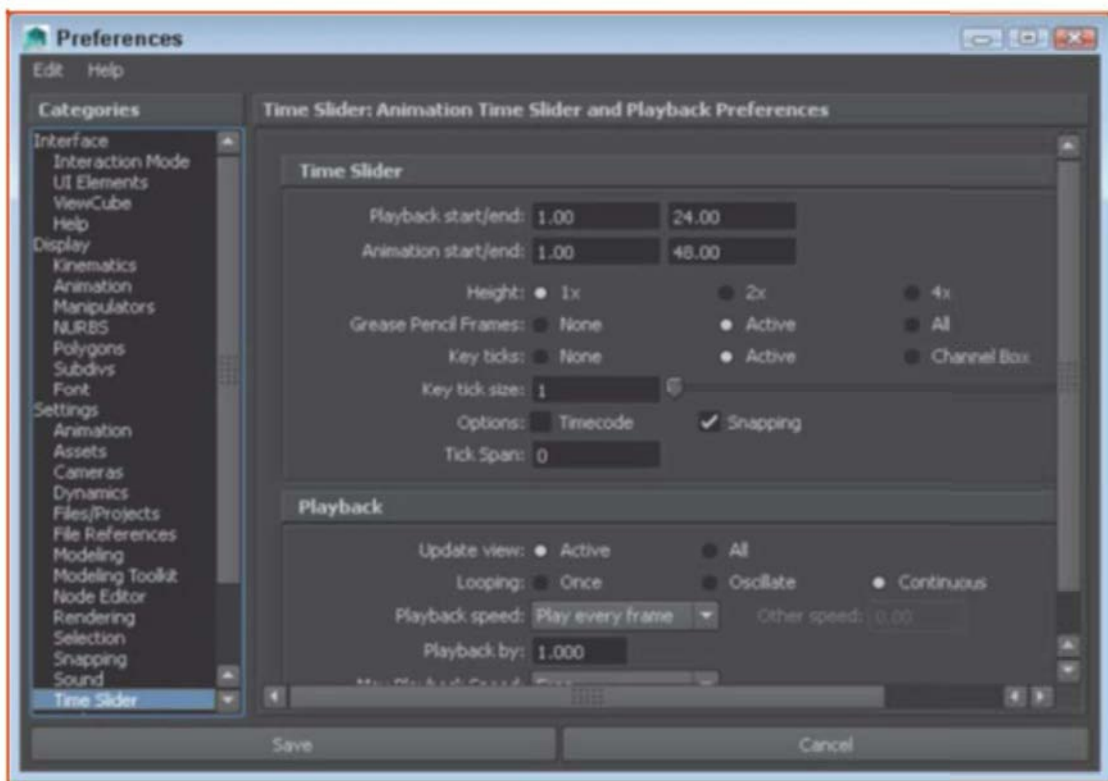 Preferences
Edit Help
Categories
Interface
Interaction Mode
UI Elements
ViewCube
Help
Display
Kinematics
Animation
Manipulators
NURBS
Polygons
Subdivs
Font
Settings
Animation
Assets
Cameras
Dynamics
Files/Projects
File References
Modeling
Modeling Toolkit
Node Editor
Rendering
Selection
Snapping
Sound
Time Slider
Time Slider: Animation Time Slider and Playback Preferences
Time Slider
Playback start/end: 1.00 24.00
Animation start/end: 1.00 48.00
Height: 1x 2x 4x
Grease Pencil Frames: None Active All
Key ticks: None Active Channel Box
Key tick size: 1
Options: Timecode Snapping
Tick Span: 0
Playback
Update view: Active All
Looping: Once Oscillate Continuous
Playback speed: Play every frame Other speed: 0.00
Playback by: 1.000
Save Cancel